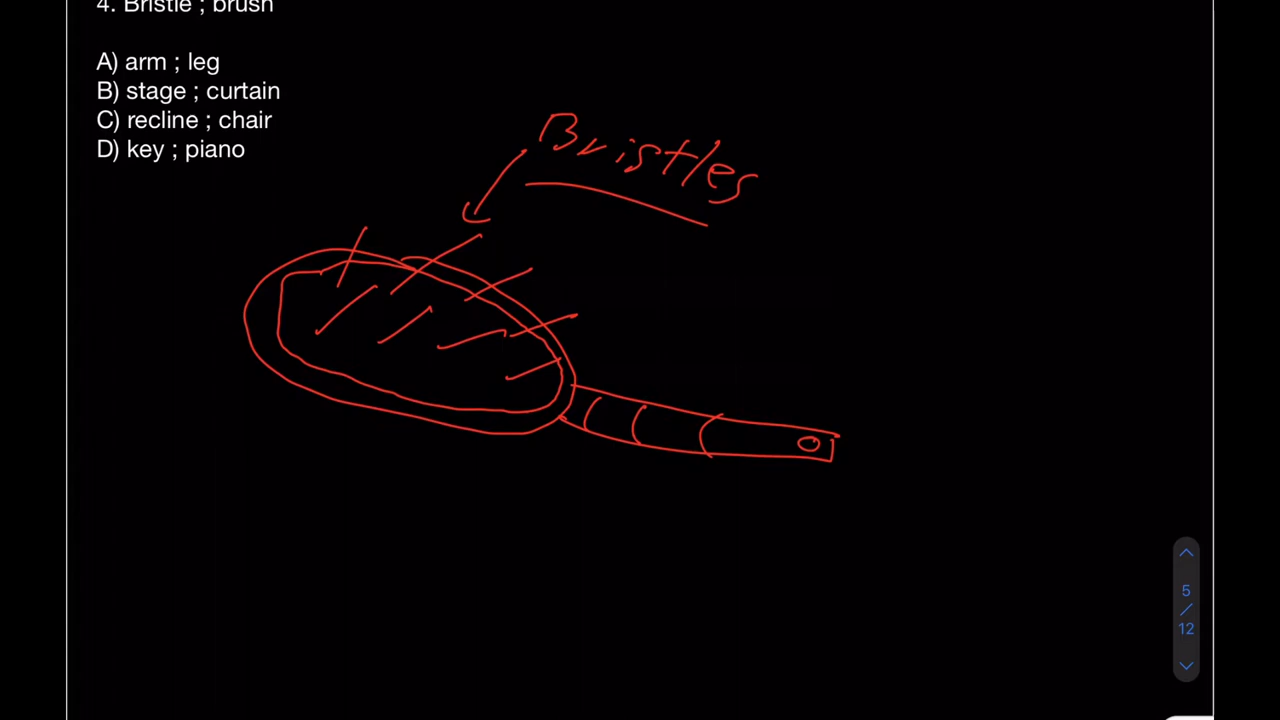 4. Bristle ; brush
A) arm ; leg
B) stage ; curtain
C) recline ; chair
D) key ; piano
Bristles
5
/
12